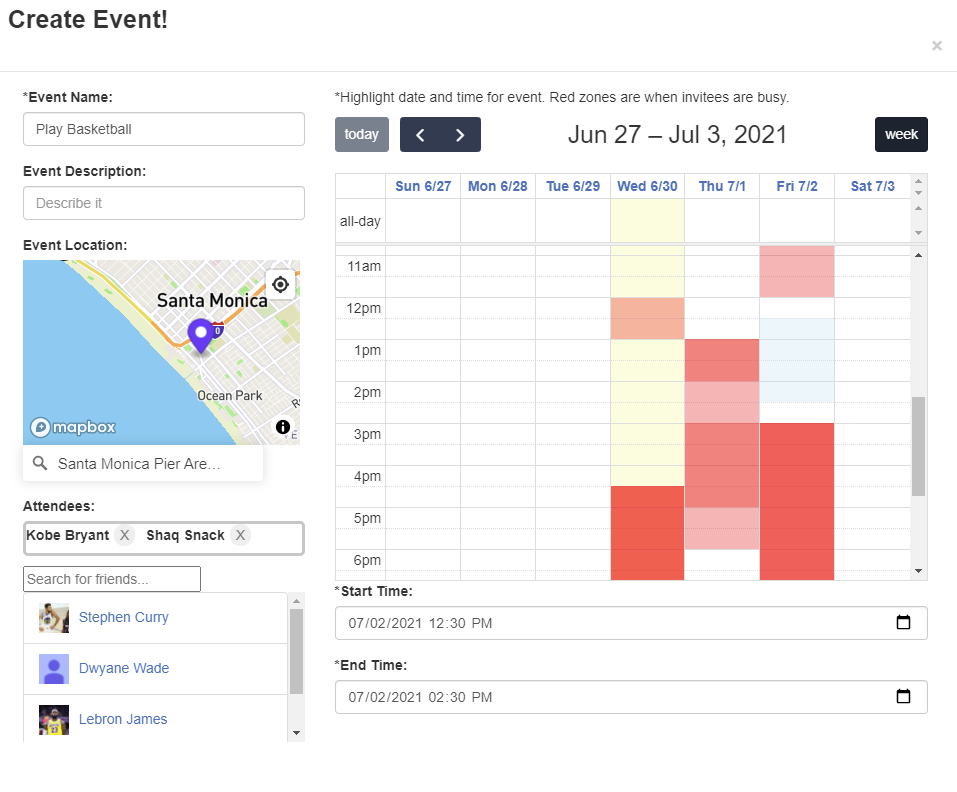 Create Event!
×
*Event Name:
Play Basketball
Event Description:
Describe it
Event Location:
Santa Monica
0
Ocean Park
mapbox
Santa Monica Pier Are...
Attendees:
Kobe Bryant X Shaq Snack X
Search for friends...
Stephen Curry
Dwyane Wade
Lebron James
*Highlight date and time for event. Red zones are when invitees are busy.
today
Jun 27 – Jul 3, 2021
week
Sun 6/27 Mon 6/28 Tue 6/29 Wed 6/30 Thu 7/1 Fri 7/2 Sat 7/3
all-day
11am
12pm
1pm
2pm
3pm
4pm
5pm
6pm
*Start Time:
07/02/2021 12:30 PM
*End Time:
07/02/2021 02:30 PM